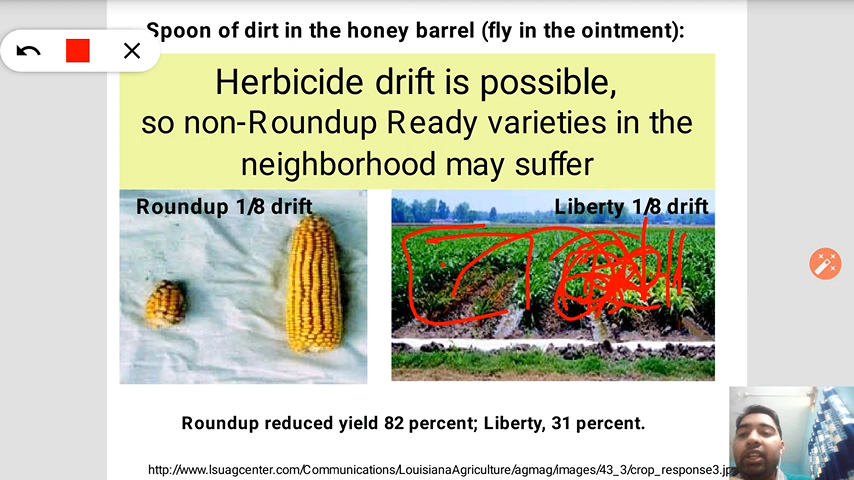 Spoon of dirt in the honey barrel (fly in the ointment):
Herbicide drift is possible,
so non-Roundup Ready varieties in the
neighborhood may suffer
Roundup 1/8 drift
Liberty 1/8 drift
Roundup reduced yield 82 percent; Liberty, 31 percent.
http://www.lsuagcenter.com/Communications/LouisianaAgriculture/agmag/images/43_3/crop_response3.jpg